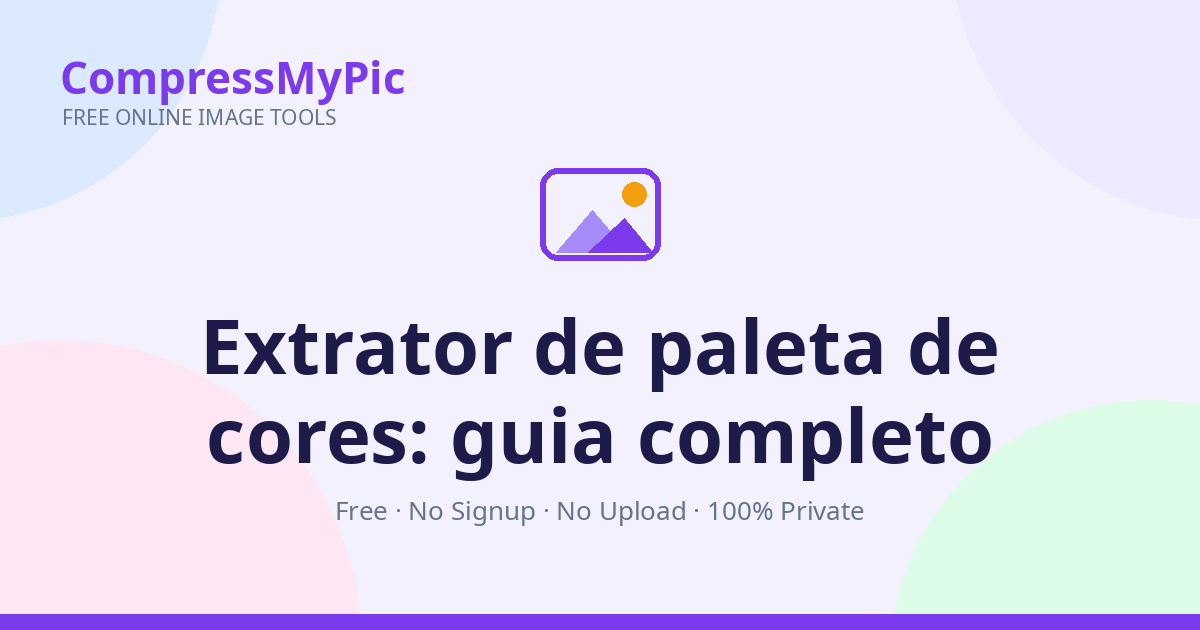 CompressMyPic
FREE ONLINE IMAGE TOOLS
Extrator de paleta de
cores: guia completo
Free · No Signup · No Upload · 100% Private